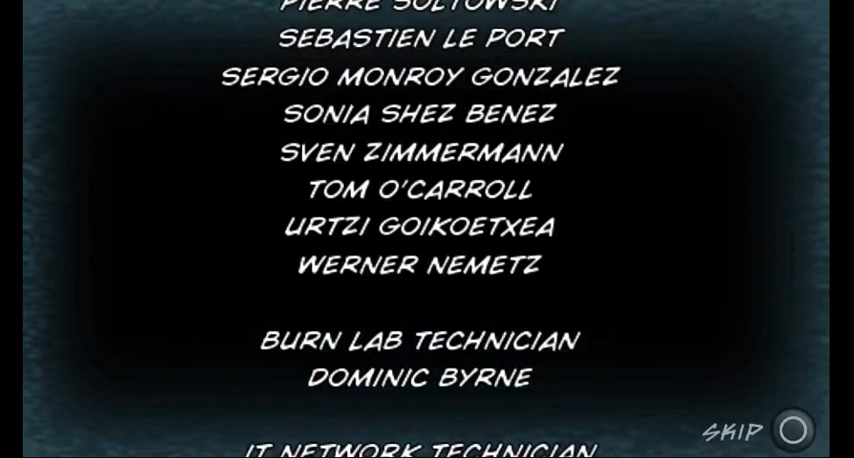 PIERRE SOLTOWSKI
SEBASTIEN LE PORT
SERGIO MONROY GONZALEZ
SONIA SHEZ BENEZ
SVEN ZIMMERMANN
TOM O'CARROLL
URTZI GOIKOETXEA
WERNER NEMETZ
BURN LAB TECHNICIAN
DOMINIC BYRNE
SKIP
IT NETWORK TECHNICIAN